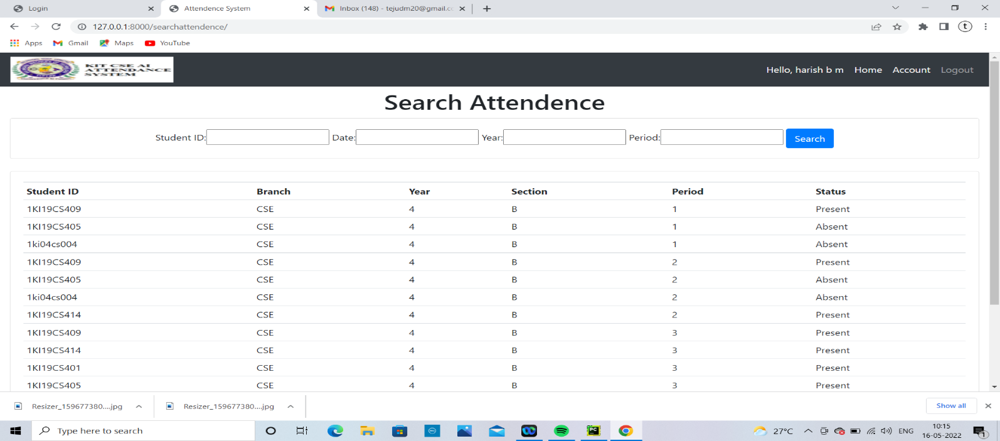 Login
Attendence System
Inbox (148) - tejudm20@gmail.cc
127.0.0.1:8000/searchattendence/
t
Apps Gmail Maps YouTube
KIT CSE AI
ATTENDANCE
SYSTEM
Hello, harish b m Home Account Logout
Search Attendence
Student ID: Date: Year: Period: Search
Student ID Branch Year Section Period Status
1KI19CS409 CSE 4 B 1 Present
1KI19CS405 CSE 4 B 1 Absent
1ki04cs004 CSE 4 B 1 Absent
1KI19CS409 CSE 4 B 2 Present
1KI19CS405 CSE 4 B 2 Absent
1ki04cs004 CSE 4 B 2 Absent
1KI19CS414 CSE 4 B 2 Present
1KI19CS409 CSE 4 B 3 Present
1KI19CS414 CSE 4 B 3 Present
1KI19CS401 CSE 4 B 3 Present
1KI19CS405 CSE 4 B 3 Present
Resizer_159677380....jpg Resizer_159677380....jpg Show all
Type here to search
PC
27°C ENG
10:15
16-05-2022
1